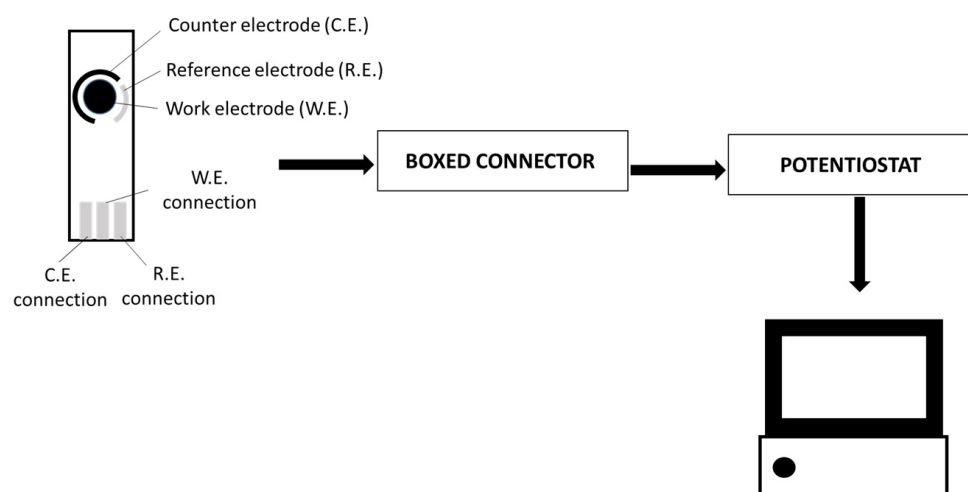 Counter electrode (C.E.)
Reference electrode (R.E.)
Work electrode (W.E.)
W.E.
connection
C.E.
connection
R.E.
connection
BOXED CONNECTOR
POTENTIOSTAT